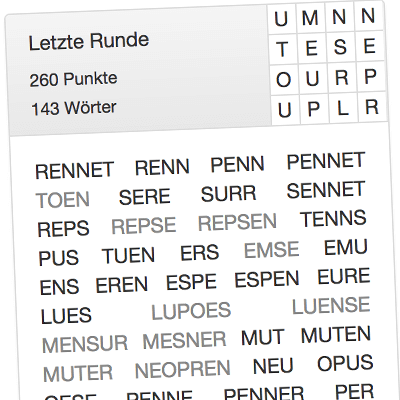 Letzte Runde
260 Punkte
143 Wörter
U M N N
T E S E
O U R P
U P L R
RENNET RENN PENN PENNET
TOEN SERE SURR SENNET
REPS REPSE REPSEN TENNS
PUS TUEN ERS EMSE EMU
ENS EREN ESPE ESPEN EURE
LUES LUPOES LUENSE
MENSUR MESNER MUT MUTEN
MUTER NEOPREN NEU OPUS
OESE PENNE PENNER PER